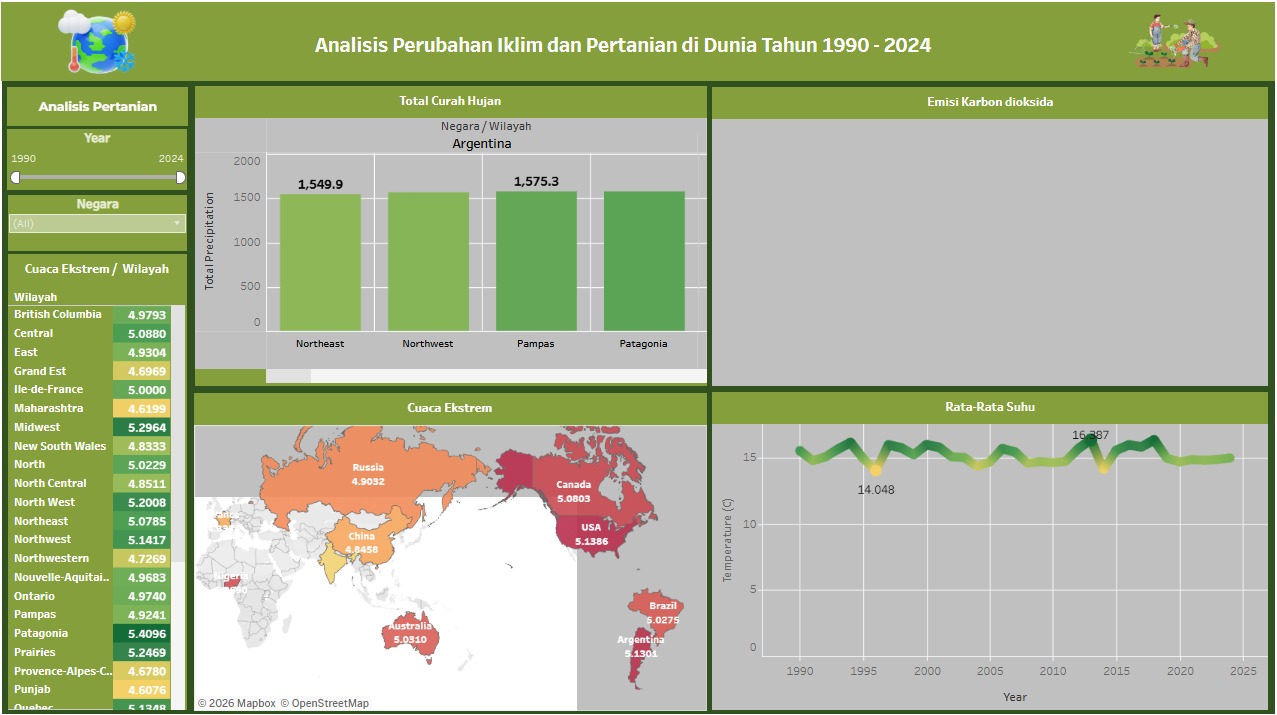 Analisis Perubahan Iklim dan Pertanian di Dunia Tahun 1990 - 2024
Analisis Pertanian
Year
1990 2024
Negara
(All)
Cuaca Ekstrem / Wilayah
Wilayah
British Columbia 4.9793
Central 5.0880
East 4.9304
Grand Est 4.6969
Ile-de-France 5.0000
Maharashtra 4.6199
Midwest 5.2964
New South Wales 4.8333
North 5.0229
North Central 4.8511
North West 5.2008
Northeast 5.0785
Northwest 5.1417
Northwestern 4.7269
Nouvelle-Aquitai.. 4.9683
Ontario 4.9740
Pampas 4.9241
Patagonia 5.4096
Prairies 5.2469
Provence-Alpes-C.. 4.6780
Punjab 4.6076
Quebec 5.1348
Total Curah Hujan
Negara / Wilayah
Argentina
Total Precipitation
2000
1500
1000
500
0
1,549.9
1,575.3
Northeast Northwest Pampas Patagonia
Emisi Karbon dioksida
Cuaca Ekstrem
Russia
4.9032
Canada
5.0803
USA
5.1386
China
4.8458
Nigeria
Australia
5.0310
Brazil
5.0275
Argentina
5.1301
© 2026 Mapbox © OpenStreetMap
Rata-Rata Suhu
Temperature (C)
15
10
5
0
16.387
14.048
1990 1995 2000 2005 2010 2015 2020 2025
Year